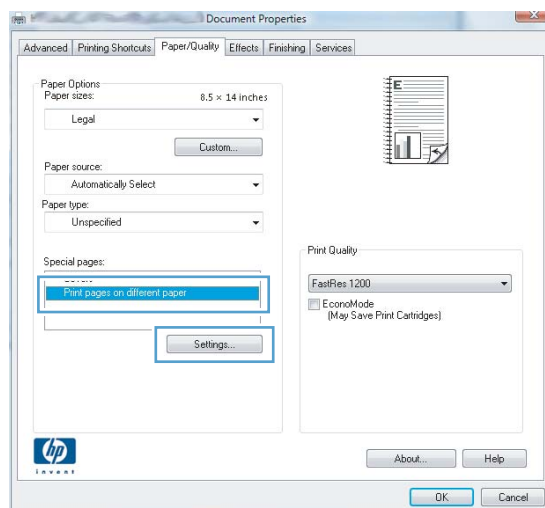 Document Properties
Advanced
Printing Shortcuts
Paper/Quality
Effects
Finishing
Services
Paper Options
Paper sizes:
8.5 × 14 inches
Legal
Custom...
Paper source:
Automatically Select
Paper type:
Unspecified
Special pages:
Print pages on different paper
Settings...
E
Print Quality
FastRes 1200
EconoMode
(May Save Print Cartridges)
hp
invent
About...
Help
OK
Cancel